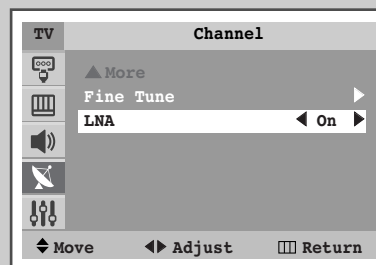 TV Channel
▲More
Fine Tune ▶
LNA ◀ On ▶
Move Adjust Return